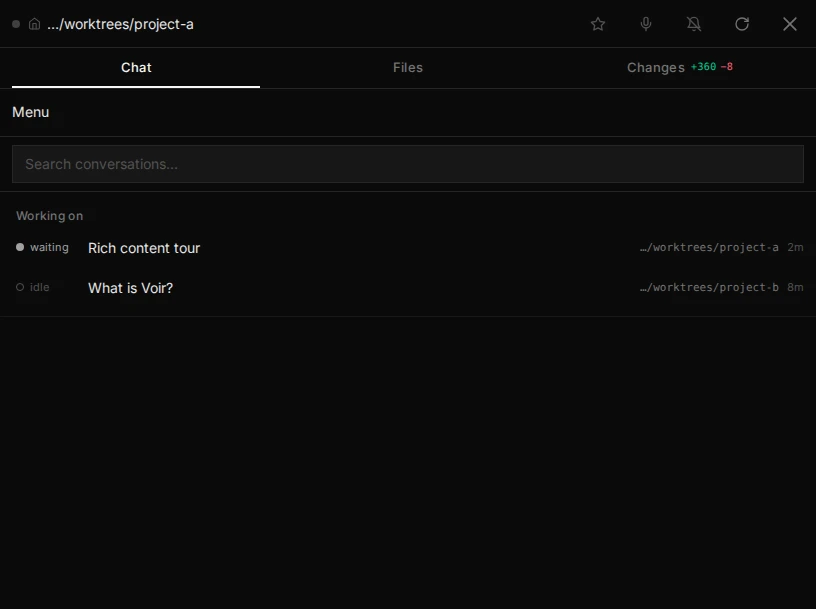 .../worktrees/project-a
Chat
Files
Changes +360 −8
Menu
Search conversations...
Working on
waiting Rich content tour …/worktrees/project-a 2m
idle What is Voir? …/worktrees/project-b 8m